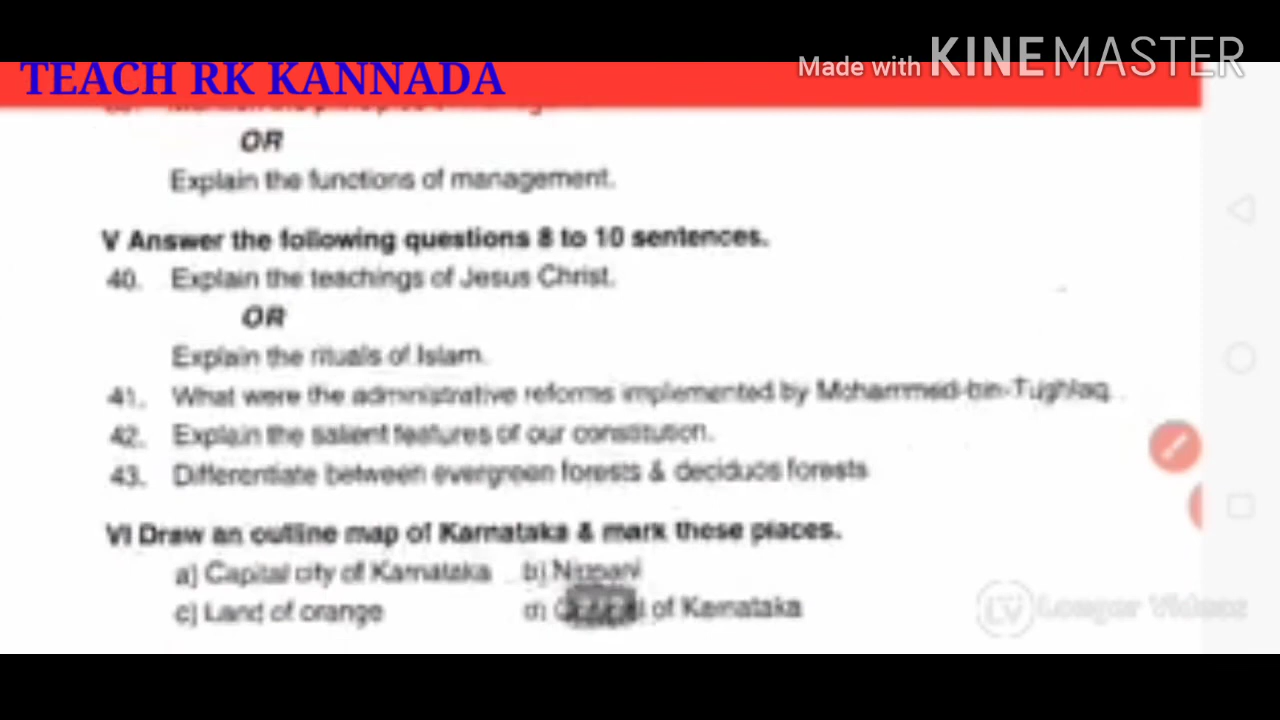 Made with KINEMASTER
TEACH RK KANNADA
OR
Explain the functions of management.
V Answer the following questions 8 to 10 sentences.
40. Explain the teachings of Jesus Christ.
OR
Explain the rituals of Islam.
41. What were the administrative reforms implemented by Mohammed-bin-Tughlaq.
42. Explain the salient features of our constitution.
43. Differentiate between evergreen forests & deciduos forests
VI Draw an outline map of Karnataka & mark these places.
a) Capital city of Karnataka b) Nippani
c) Land of orange d) of Karnataka
LV Longer Videos